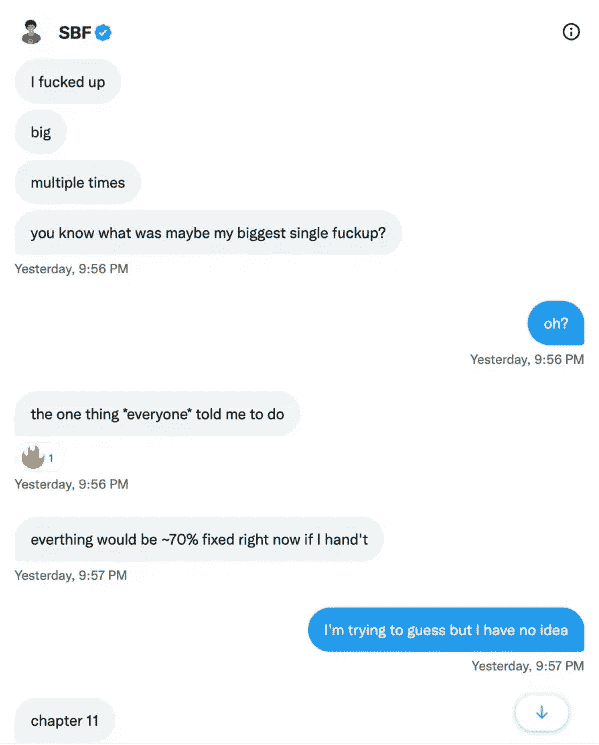 SBF
I fucked up
big
multiple times
you know what was maybe my biggest single fuckup?
Yesterday, 9:56 PM
oh?
Yesterday, 9:56 PM
the one thing *everyone* told me to do
1
Yesterday, 9:56 PM
everthing would be ~70% fixed right now if I hand't
Yesterday, 9:57 PM
I'm trying to guess but I have no idea
Yesterday, 9:57 PM
chapter 11